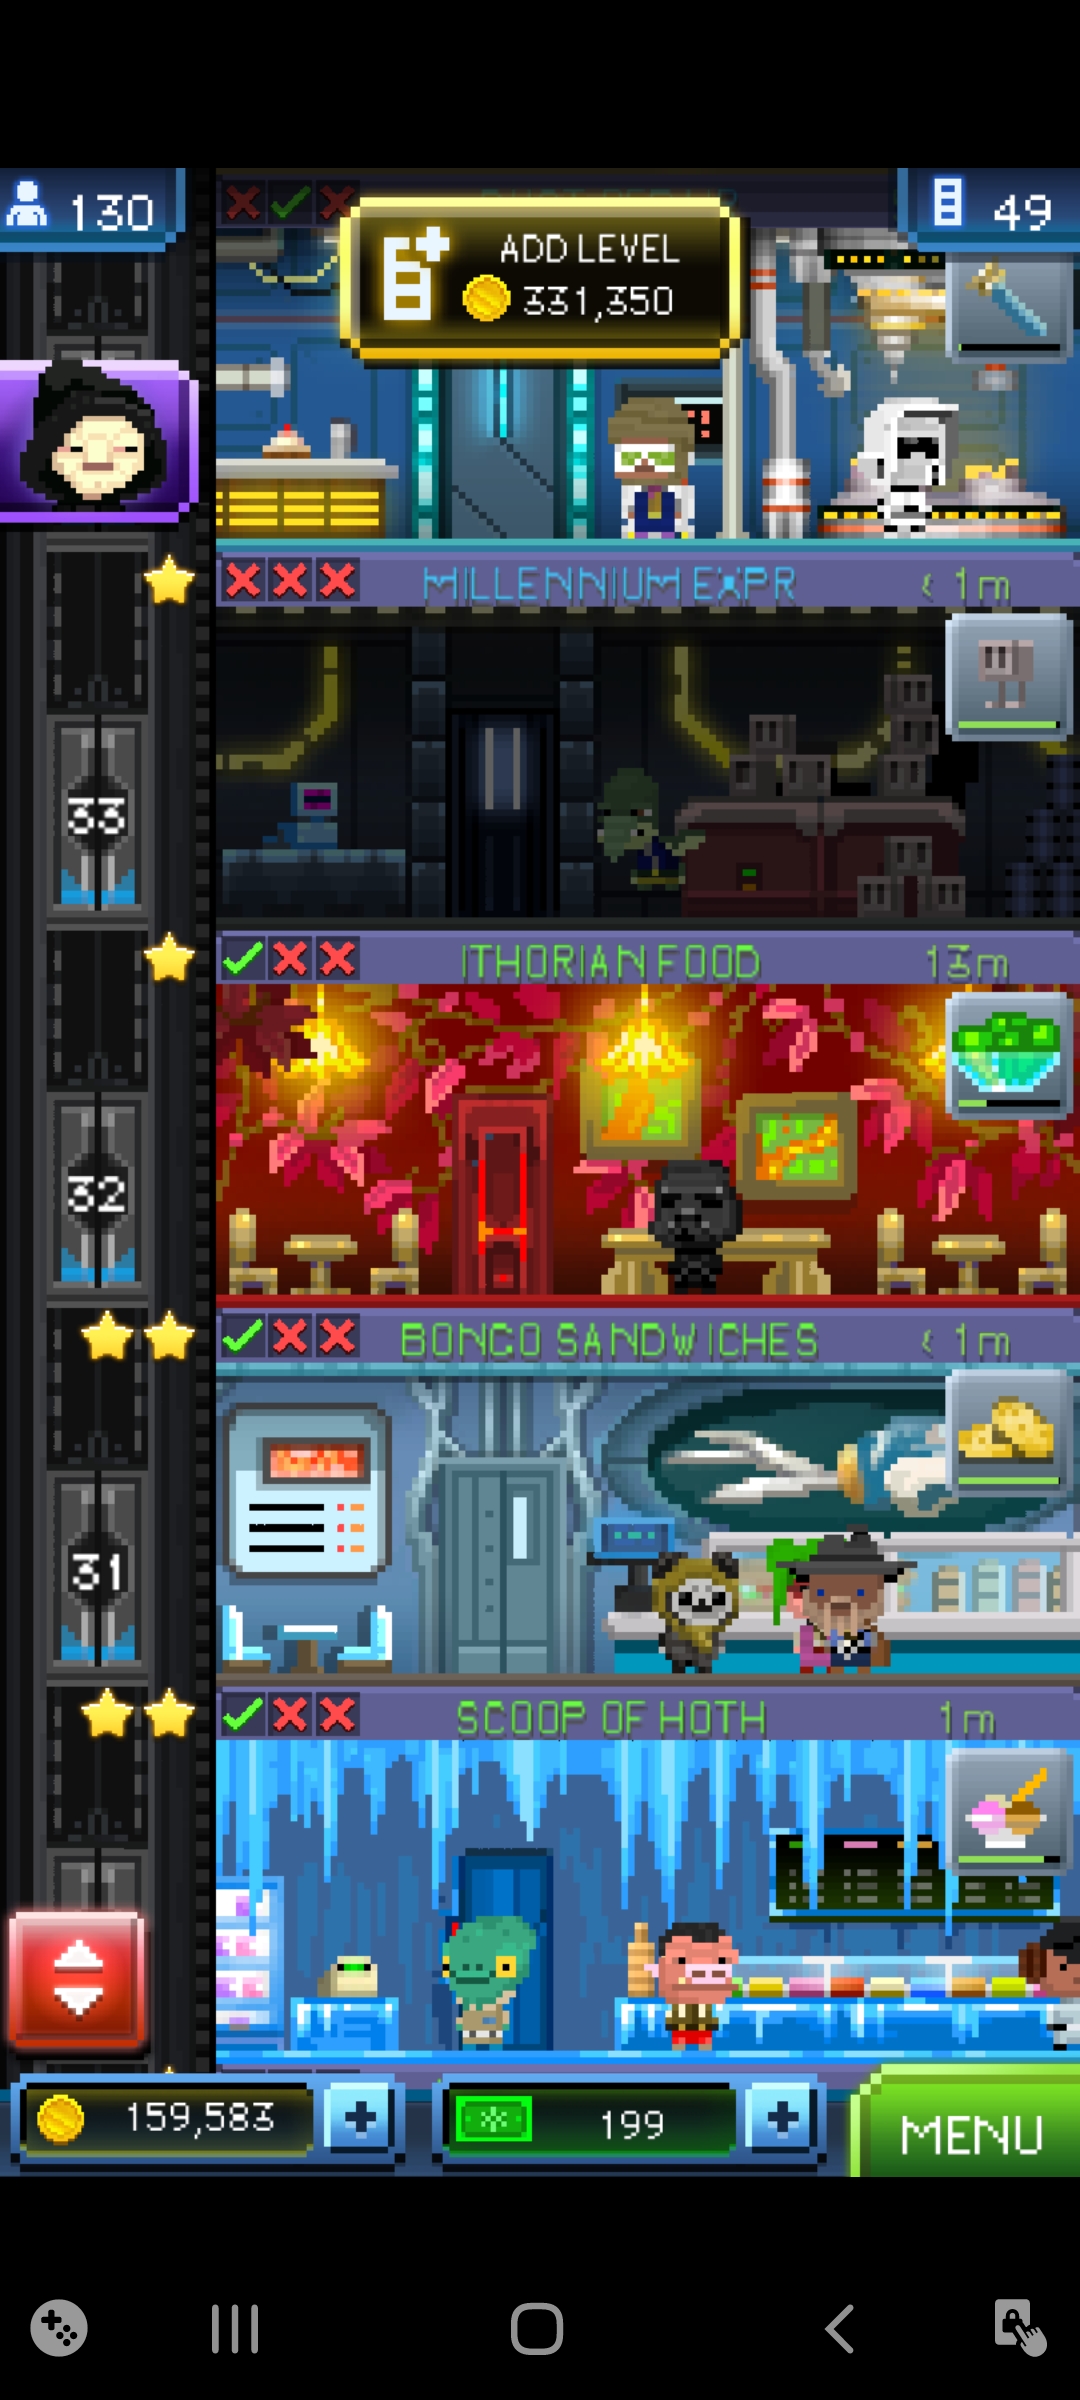 130
49
ADD LEVEL
331,350
MILLENNIUM EXPR
< 1m
33
ITHORIAN FOOD
13m
32
BONGO SANDWICHES
< 1m
31
SCOOP OF HOTH
1m
159,583
199
MENU